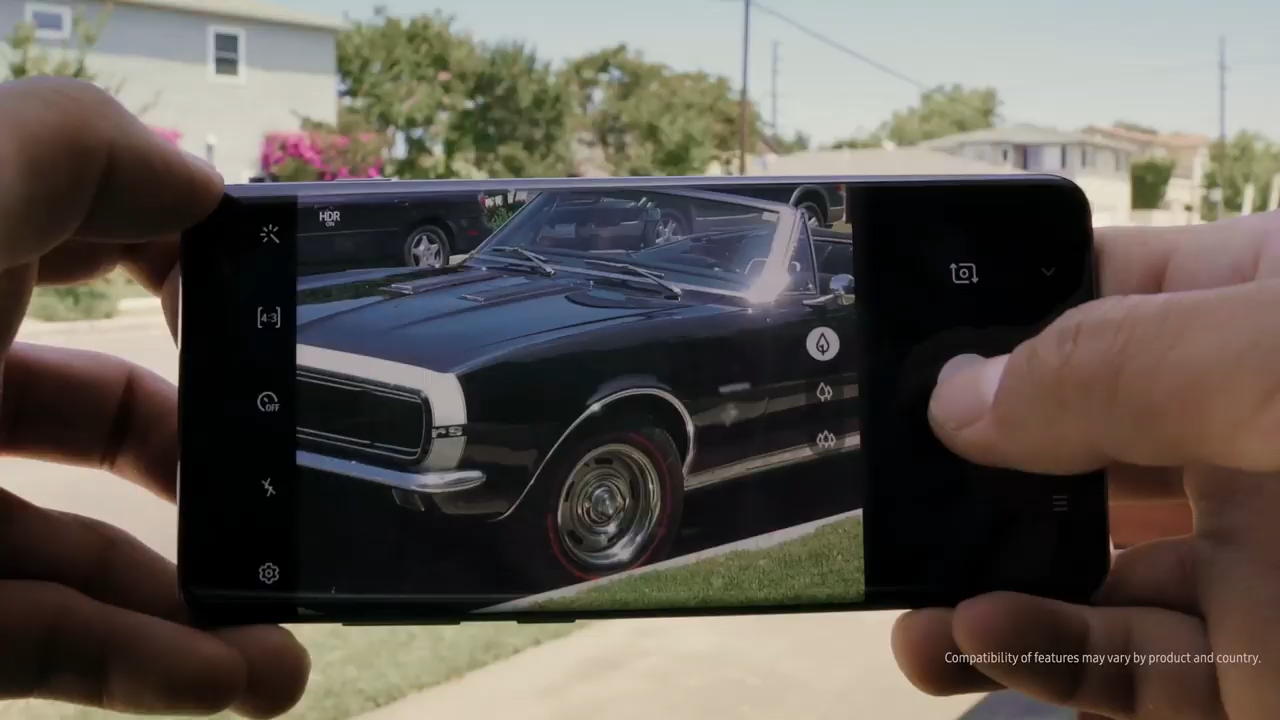 HDR
ON
[4:3]
OFF
rs
Compatibility of features may vary by product and country.